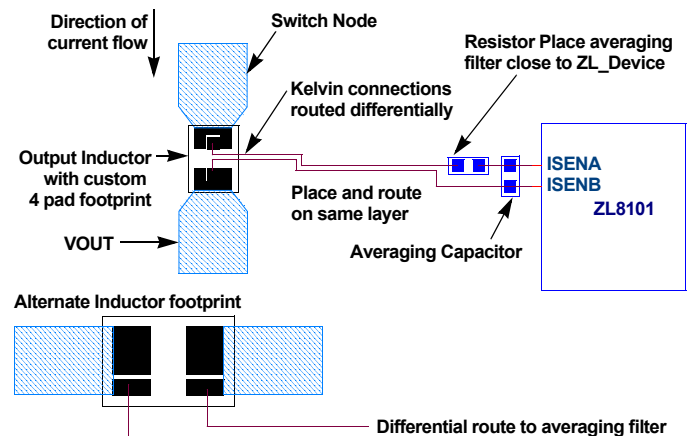 Direction of
current flow
Switch Node
Resistor Place averaging
filter close to ZL_Device
Kelvin connections
routed differentially
Output Inductor
with custom
4 pad footprint
ISENA
ISENB
ZL8101
Place and route
on same layer
VOUT
Averaging Capacitor
Alternate Inductor footprint
Differential route to averaging filter